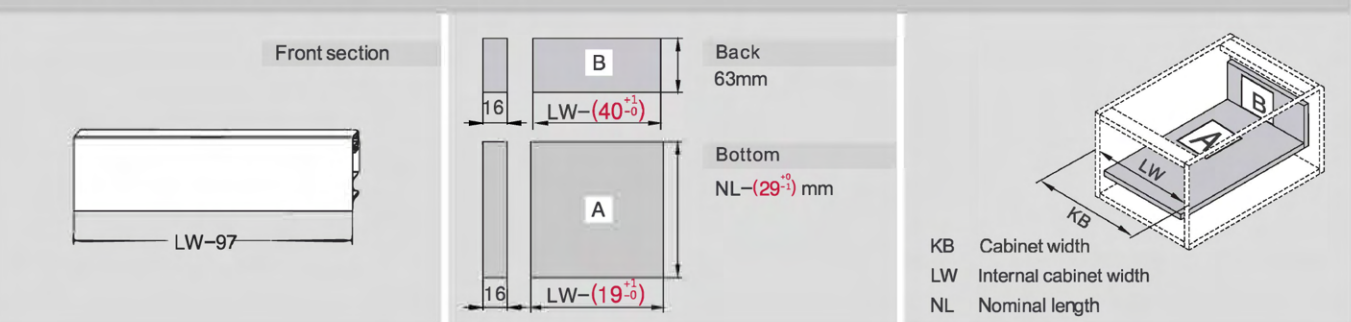 Front section
LW-97
B
16
LW-(40+1-0)
Back
63mm
A
16
LW-(19+1-0)
Bottom
NL-(29+0-1) mm
B
A
LW
KB
KB Cabinet width
LW Internal cabinet width
NL Nominal length